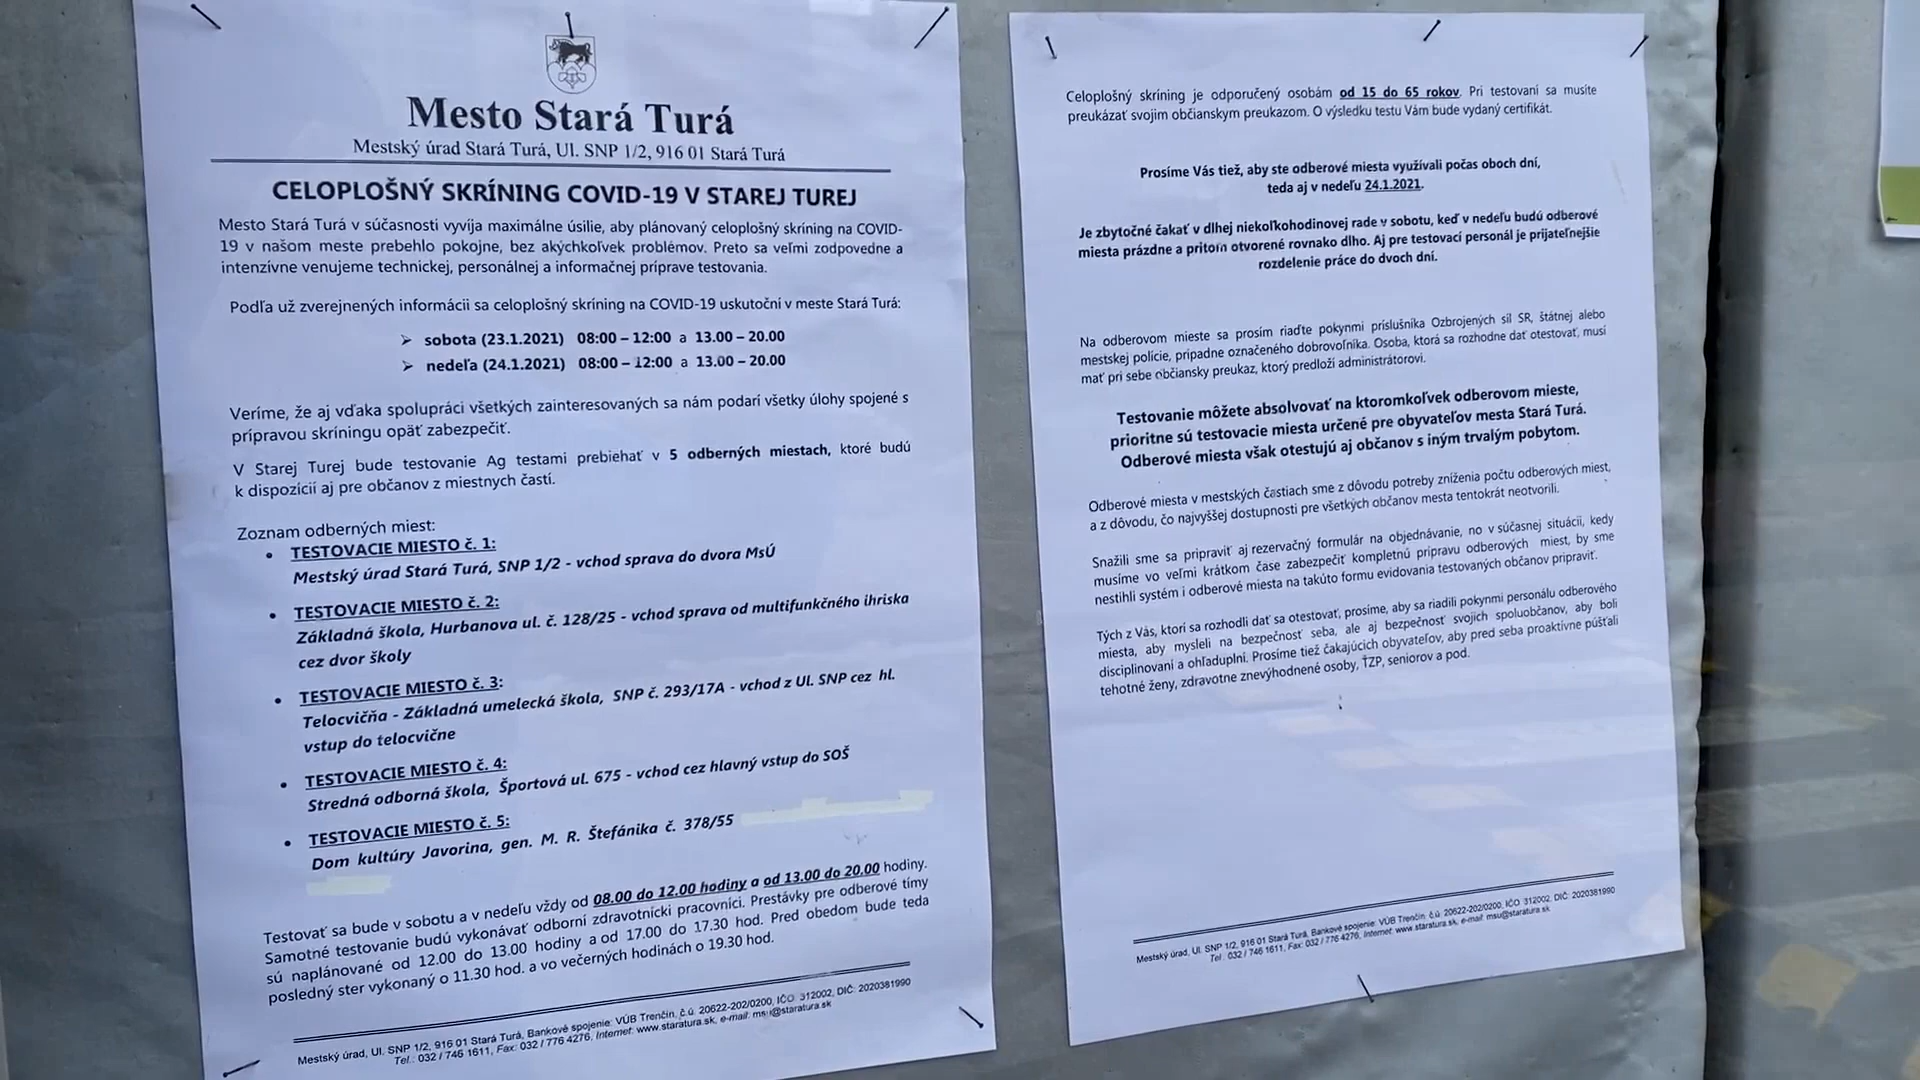 Mesto Stará Turá
Mestský úrad Stará Turá, Ul. SNP 1/2, 916 01 Stará Turá
CELOPLOŠNÝ SKRÍNING COVID-19 V STAREJ TUREJ
Mesto Stará Turá v súčasnosti vyvíja maximálne úsilie, aby plánovaný celoplošný skríning na COVID-
19 v našom meste prebehlo pokojne, bez akýchkoľvek problémov. Preto sa veľmi zodpovedne a
intenzívne venujeme technickej, personálnej a informačnej príprave testovania.
Podľa už zverejnených informácii sa celoplošný skríning na COVID-19 uskutoční v meste Stará Turá:
➢ sobota (23.1.2021) 08:00 – 12:00 a 13.00 – 20.00
➢ nedeľa (24.1.2021) 08:00 – 12:00 a 13.00 – 20.00
Veríme, že aj vďaka spolupráci všetkých zainteresovaných sa nám podarí všetky úlohy spojené s
prípravou skríningu opäť zabezpečiť.
V Starej Turej bude testovanie Ag testami prebiehať v 5 odberných miestach, ktoré budú
k dispozícii aj pre občanov z miestnych častí.
Zoznam odberných miest:
• TESTOVACIE MIESTO č. 1:
Mestský úrad Stará Turá, SNP 1/2 - vchod sprava do dvora MsÚ
• TESTOVACIE MIESTO č. 2:
Základná škola, Hurbanova ul. č. 128/25 - vchod sprava od multifunkčného ihriska
cez dvor školy
• TESTOVACIE MIESTO č. 3:
Telocvičňa - Základná umelecká škola, SNP č. 293/17A - vchod z Ul. SNP cez hl.
vstup do telocvične
• TESTOVACIE MIESTO č. 4:
Stredná odborná škola, Športová ul. 675 - vchod cez hlavný vstup do SOŠ
• TESTOVACIE MIESTO č. 5:
Dom kultúry Javorina, gen. M. R. Štefánika č. 378/55
Testovať sa bude v sobotu a v nedeľu vždy od 08.00 do 12.00 hodiny a od 13.00 do 20.00 hodiny.
Samotné testovanie budú vykonávať odborní zdravotnícki pracovníci. Prestávky pre odberové tímy
sú naplánované od 12.00 do 13.00 hodiny a od 17.00 do 17.30 hod. Pred obedom bude teda
posledný ster vykonaný o 11.30 hod. a vo večerných hodinách o 19.30 hod.
Mestský úrad, Ul. SNP 1/2, 916 01 Stará Turá, Bankové spojenie: VÚB Trenčín, č.ú. 20622-202/0200, IČO: 312002, DIČ: 2020381990
Tel.: 032 / 746 1611, Fax: 032 / 776 4276, Internet: www.staratura.sk, e-mail: msu@staratura.sk
Celoplošný skríning je odporučený osobám od 15 do 65 rokov. Pri testovaní sa musíte
preukázať svojim občianskym preukazom. O výsledku testu Vám bude vydaný certifikát.
Prosíme Vás tiež, aby ste odberové miesta využívali počas oboch dní,
teda aj v nedeľu 24.1.2021.
Je zbytočné čakať v dlhej niekoľkohodinovej rade v sobotu, keď v nedeľu budú odberové
miesta prázdne a pritom otvorené rovnako dlho. Aj pre testovací personál je prijateľnejšie
rozdelenie práce do dvoch dní.
Na odberovom mieste sa prosím riaďte pokynmi príslušníka Ozbrojených síl SR, štátnej alebo
mestskej polície, prípadne označeného dobrovoľníka. Osoba, ktorá sa rozhodne dať otestovať, musí
mať pri sebe občiansky preukaz, ktorý predloží administrátorovi.
Testovanie môžete absolvovať na ktoromkoľvek odberovom mieste,
prioritne sú testovacie miesta určené pre obyvateľov mesta Stará Turá.
Odberové miesta však otestujú aj občanov s iným trvalým pobytom.
Odberové miesta v mestských častiach sme z dôvodu potreby zníženia počtu odberových miest,
a z dôvodu, čo najvyššej dostupnosti pre všetkých občanov mesta tentokrát neotvorili.
Snažili sme sa pripraviť aj rezervačný formulár na objednávanie, no v súčasnej situácii, kedy
musíme vo veľmi krátkom čase zabezpečiť kompletnú prípravu odberových miest, by sme
nestihli systém i odberové miesta na takúto formu evidovania testovaných občanov pripraviť.
Tých z Vás, ktorí sa rozhodli dať sa otestovať, prosíme, aby sa riadili pokynmi personálu odberového
miesta, aby mysleli na bezpečnosť seba, ale aj bezpečnosť svojich spoluobčanov, aby boli
disciplinovaní a ohľaduplní. Prosíme tiež čakajúcich obyvateľov, aby pred seba proaktívne púšťali
tehotné ženy, zdravotne znevýhodnené osoby, ŤZP, seniorov a pod.
Mestský úrad, Ul. SNP 1/2, 916 01 Stará Turá, Bankové spojenie: VÚB Trenčín, č.ú. 20622-202/0200, IČO: 312002, DIČ: 2020381990
Tel.: 032 / 746 1611, Fax: 032 / 776 4276, Internet: www.staratura.sk, e-mail: msu@staratura.sk